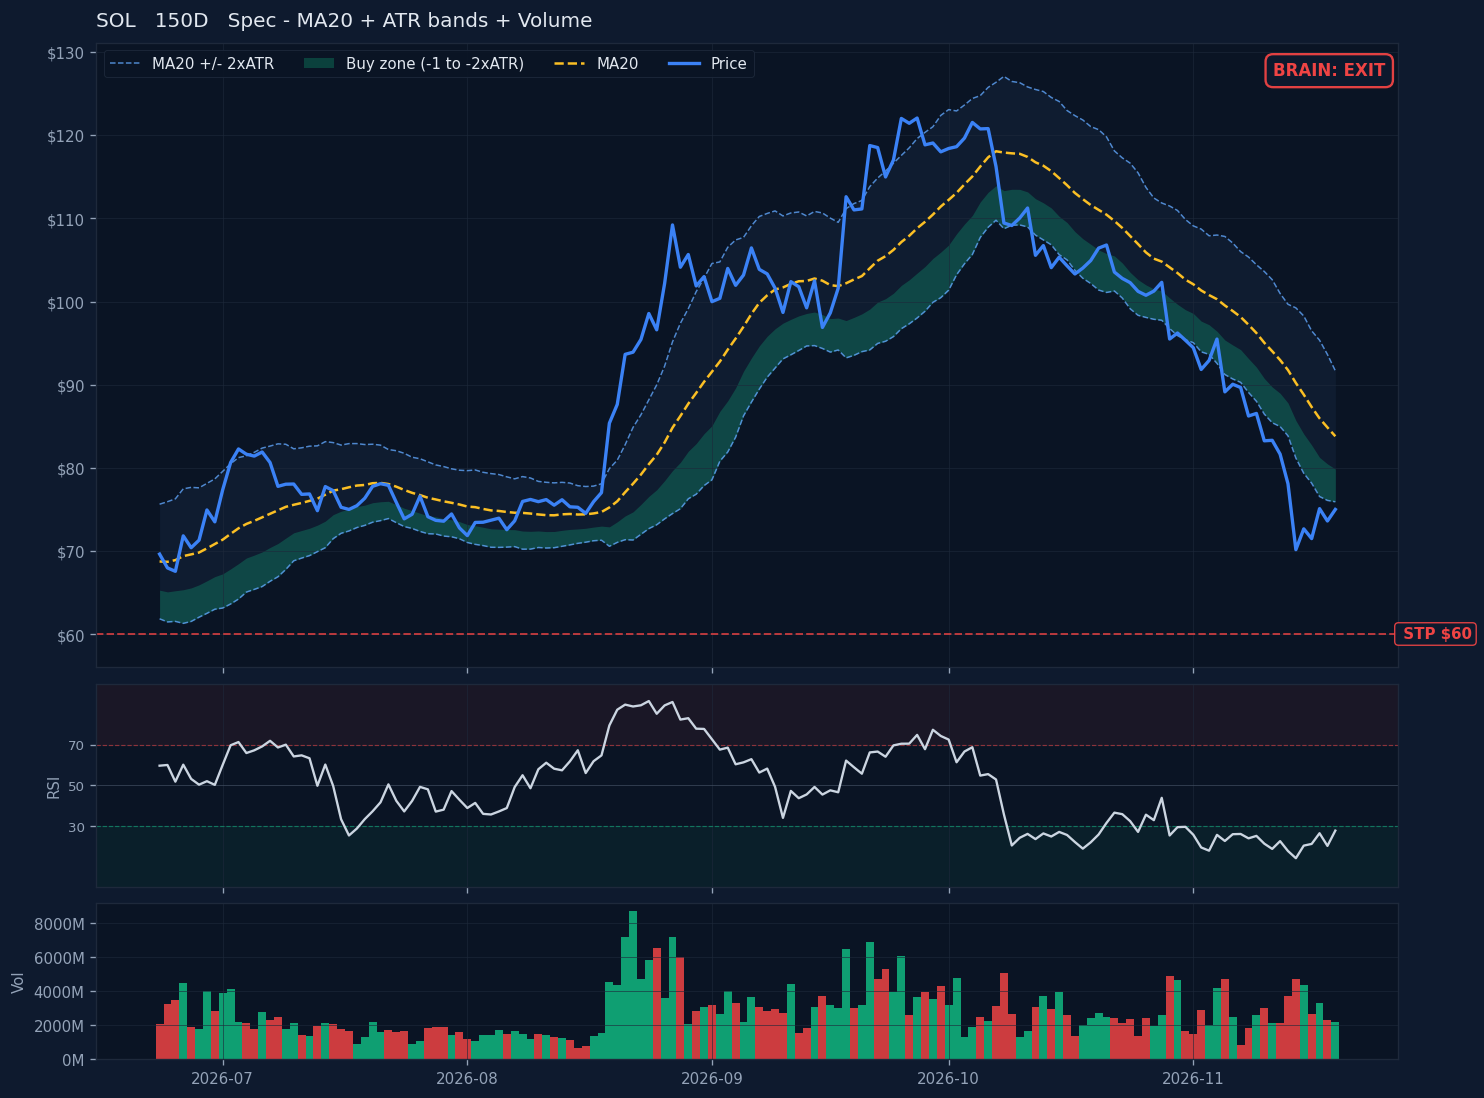 SOL   150D   Spec - MA20 + ATR bands + Volume
MA20 +/- 2xATR
Buy zone (-1 to -2xATR)
MA20
Price
BRAIN: EXIT
$130
$120
$110
$100
$90
$80
$70
$60
STP $60
RSI
70
50
30
Vol
8000M
6000M
4000M
2000M
0M
2026-07
2026-08
2026-09
2026-10
2026-11